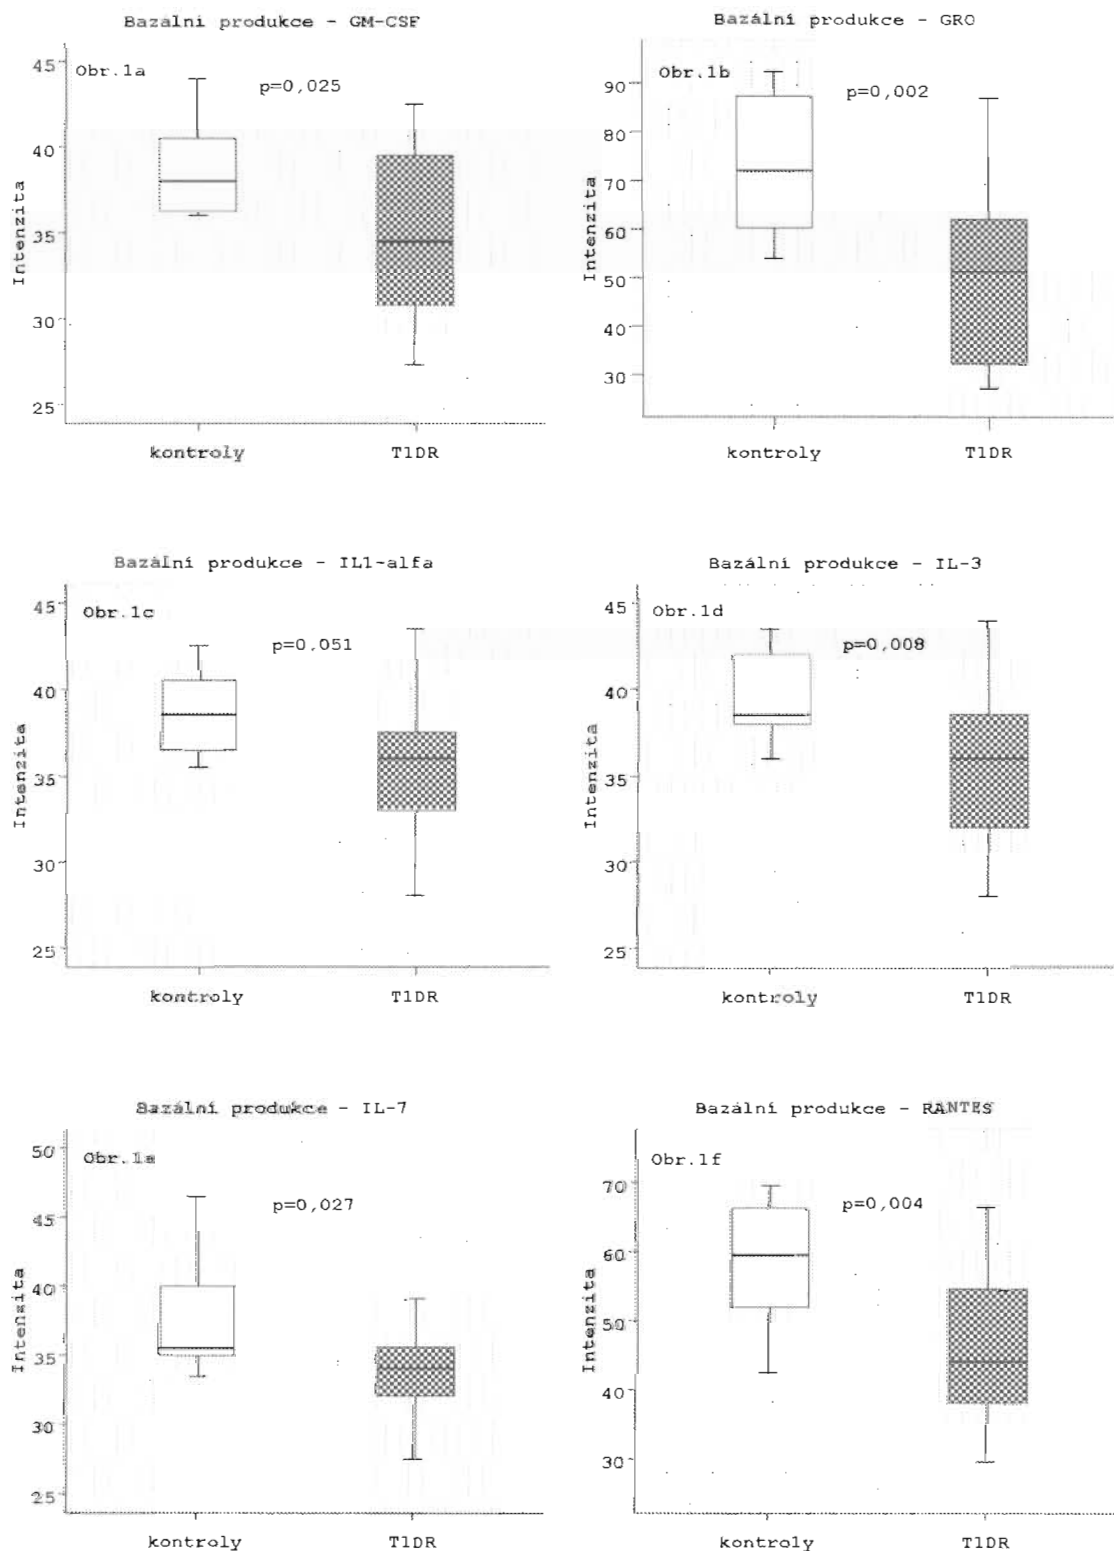 Bazální produkce - GM-CSF
Obr.1a
p=0,025
45
40
35
30
25
Intenzita
kontroly T1DR
Bazální produkce - GRO
Obr.1b
p=0,002
90
80
70
60
50
40
30
Intenzita
kontroly T1DR
Bazální produkce - IL1-alfa
Obr.1c
p=0,051
45
40
35
30
25
Intenzita
kontroly T1DR
Bazální produkce - IL-3
Obr.1d
p=0,008
45
40
35
30
25
Intenzita
kontroly T1DR
Bazální produkce - IL-7
Obr.1e
p=0,027
50
45
40
35
30
25
Intenzita
kontroly T1DR
Bazální produkce - RANTES
Obr.1f
p=0,004
70
60
50
40
30
Intenzita
kontroly T1DR